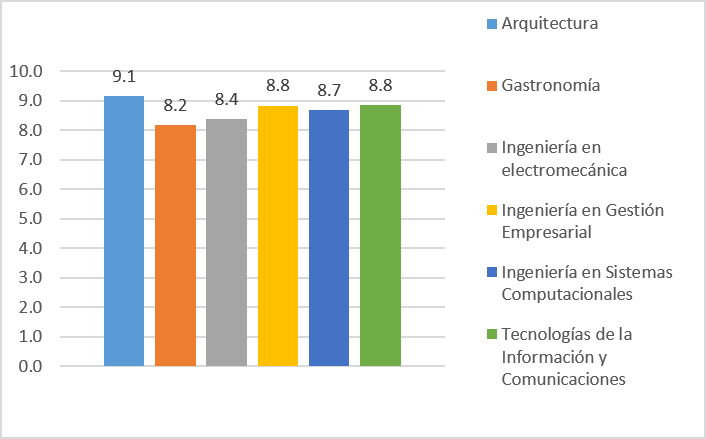 10.0
9.0
8.0
7.0
6.0
5.0
4.0
3.0
2.0
1.0
0.0
9.1
8.2
8.4
8.8
8.7
8.8
Arquitectura
Gastronomía
Ingeniería en
electromecánica
Ingeniería en Gestión
Empresarial
Ingeniería en Sistemas
Computacionales
Tecnologías de la
Información y
Comunicaciones